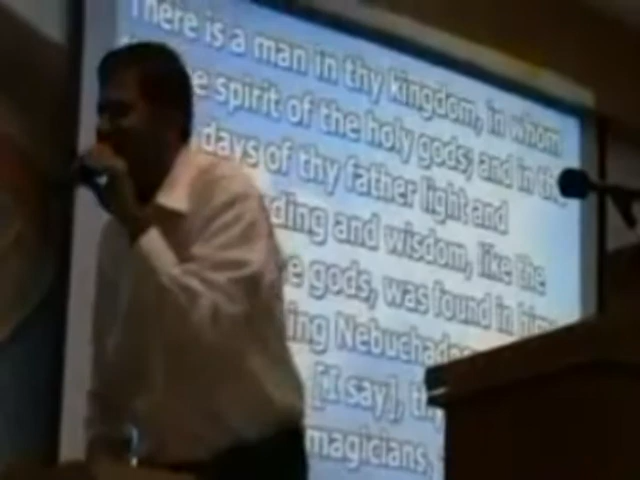 There is a man in thy kingdom, in whom
e spirit of the holy gods; and in the
days of thy father light and
ding and wisdom, like the
e gods, was found in him
ing Nebuchadne
[I say], th
magicians,